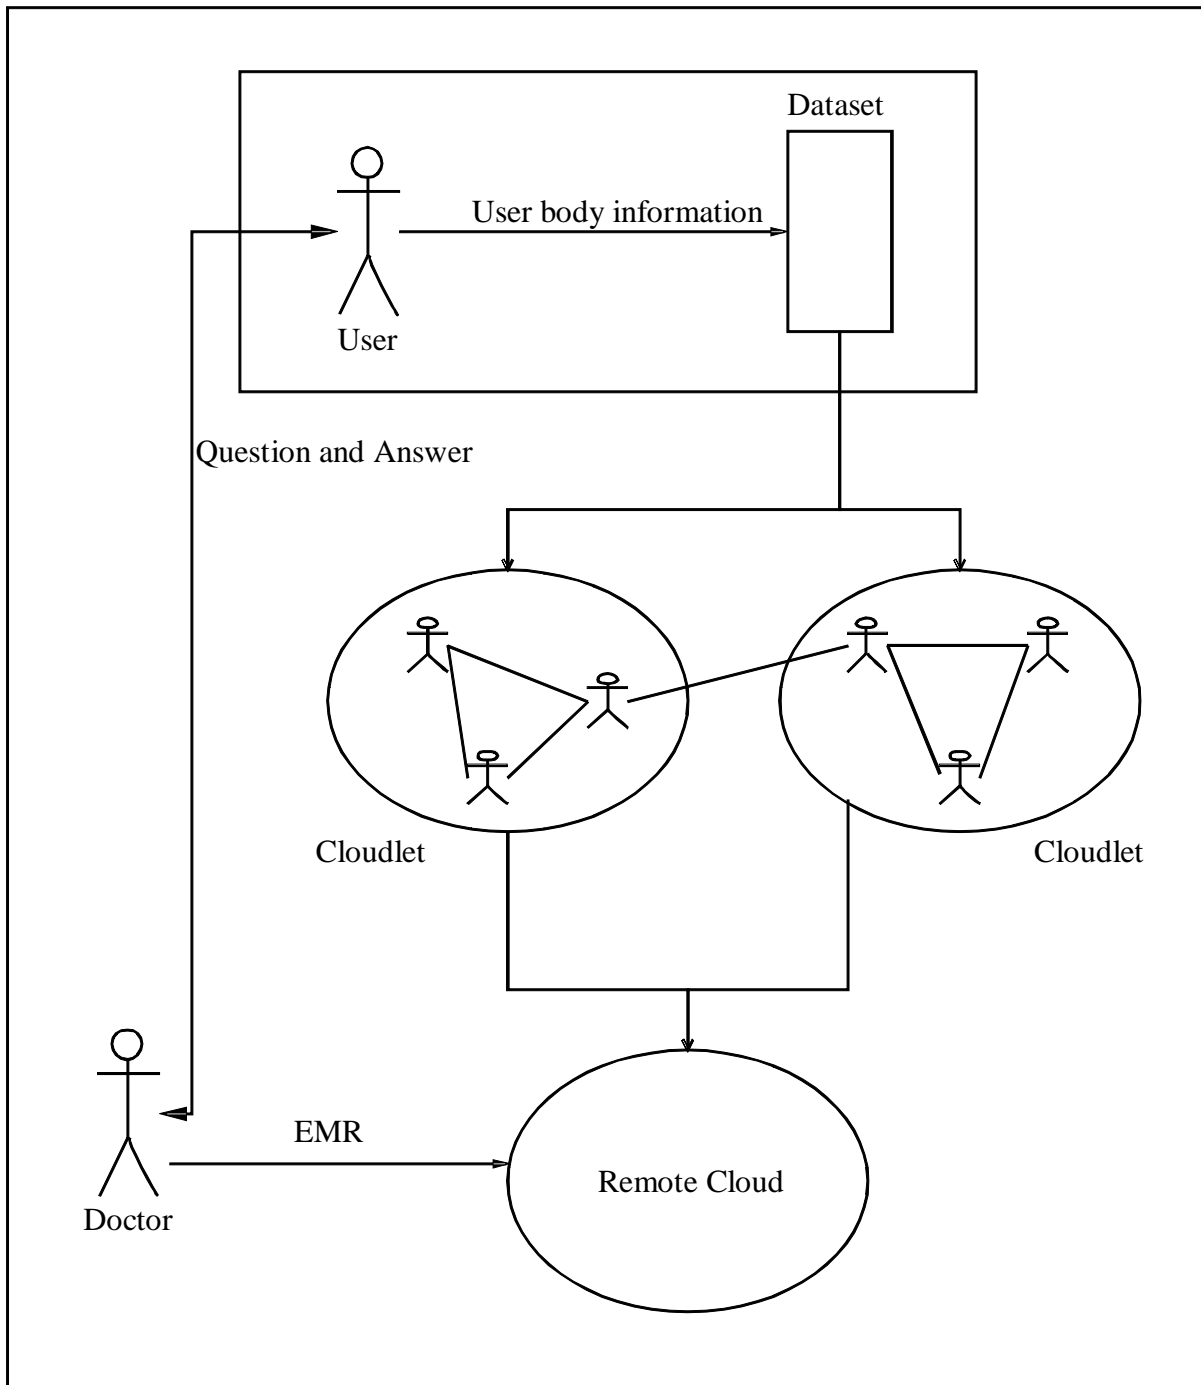 Dataset
User body information
User
Question and Answer
Cloudlet
Cloudlet
EMR
Remote Cloud
Doctor